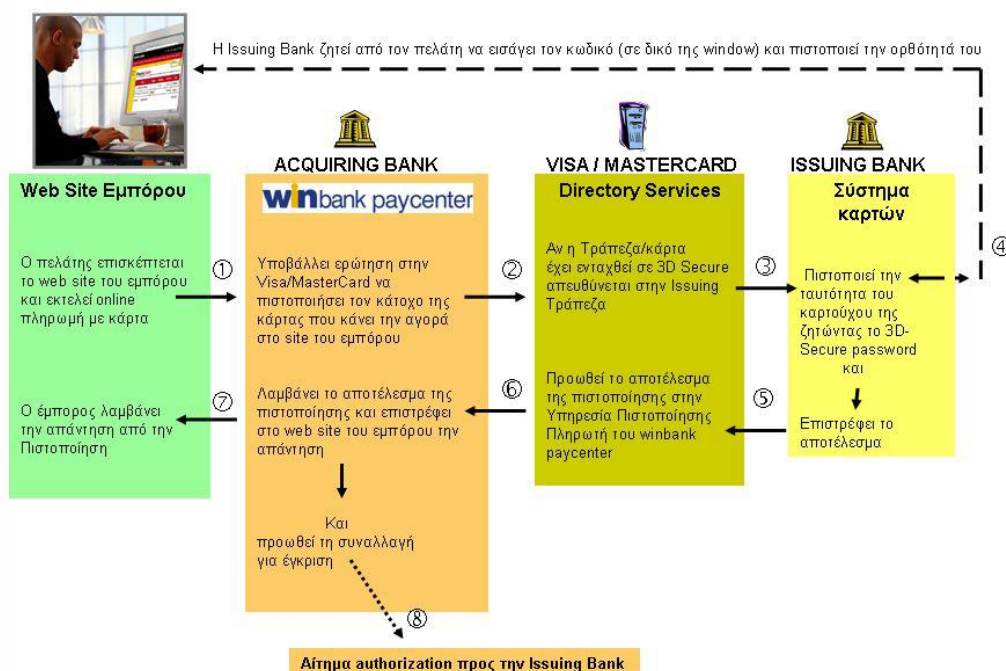 Η Issuing Bank ζητεί από τον πελάτη να εισάγει τον κωδικό (σε δικό της window) και πιστοποιεί την ορθότητά του
ACQUIRING BANK
VISA / MASTERCARD
ISSUING BANK
Web Site Εμπόρου
winbank paycenter
Directory Services
Σύστημα
καρτών
④
Ο πελάτης επισκέπτεται
το web site του εμπόρου
και εκτελεί online
πληρωμή με κάρτα
①
Υποβάλλει ερώτηση στην
Visa/MasterCard να
πιστοποιήσει τον κάτοχο της
κάρτας που κάνει την αγορά
στο site του εμπόρου
②
Αν η Τράπεζα/κάρτα
έχει ενταχθεί σε 3D Secure
απευθύνεται στην Issuing
Τράπεζα
③
Πιστοποιεί την
ταυτότητα του
καρτούχου της
ζητώντας το 3D-
Secure password
και
Ο έμπορος λαμβάνει
την απάντηση από την
Πιστοποίηση
⑦
Λαμβάνει το αποτέλεσμα της
πιστοποίησης και επιστρέφει
στο web site του εμπόρου την
απάντηση
⑥
Προωθεί το αποτέλεσμα
της πιστοποίησης στην
Υπηρεσία Πιστοποίησης
Πληρωτή του winbank
paycenter
⑤
Επιστρέφει το
αποτέλεσμα
Και
προωθεί τη συναλλαγή
για έγκριση
⑧
Αίτημα authorization προς την Issuing Bank